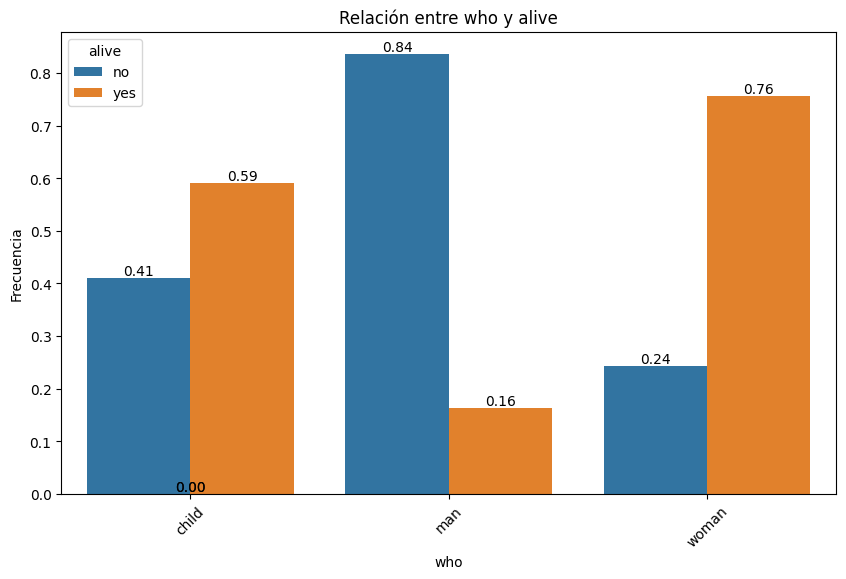 Relación entre who y alive
alive
no
yes
0.84
0.76
0.59
0.41
0.24
0.16
0.00
Frecuencia
0.8
0.7
0.6
0.5
0.4
0.3
0.2
0.1
0.0
child
man
woman
who